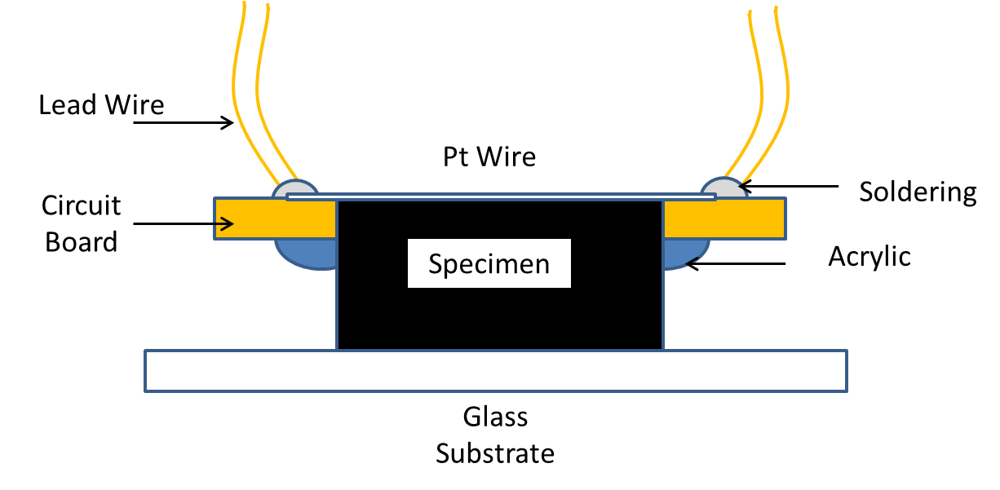 Lead Wire
Pt Wire
Circuit
Board
Soldering
Acrylic
Specimen
Glass
Substrate